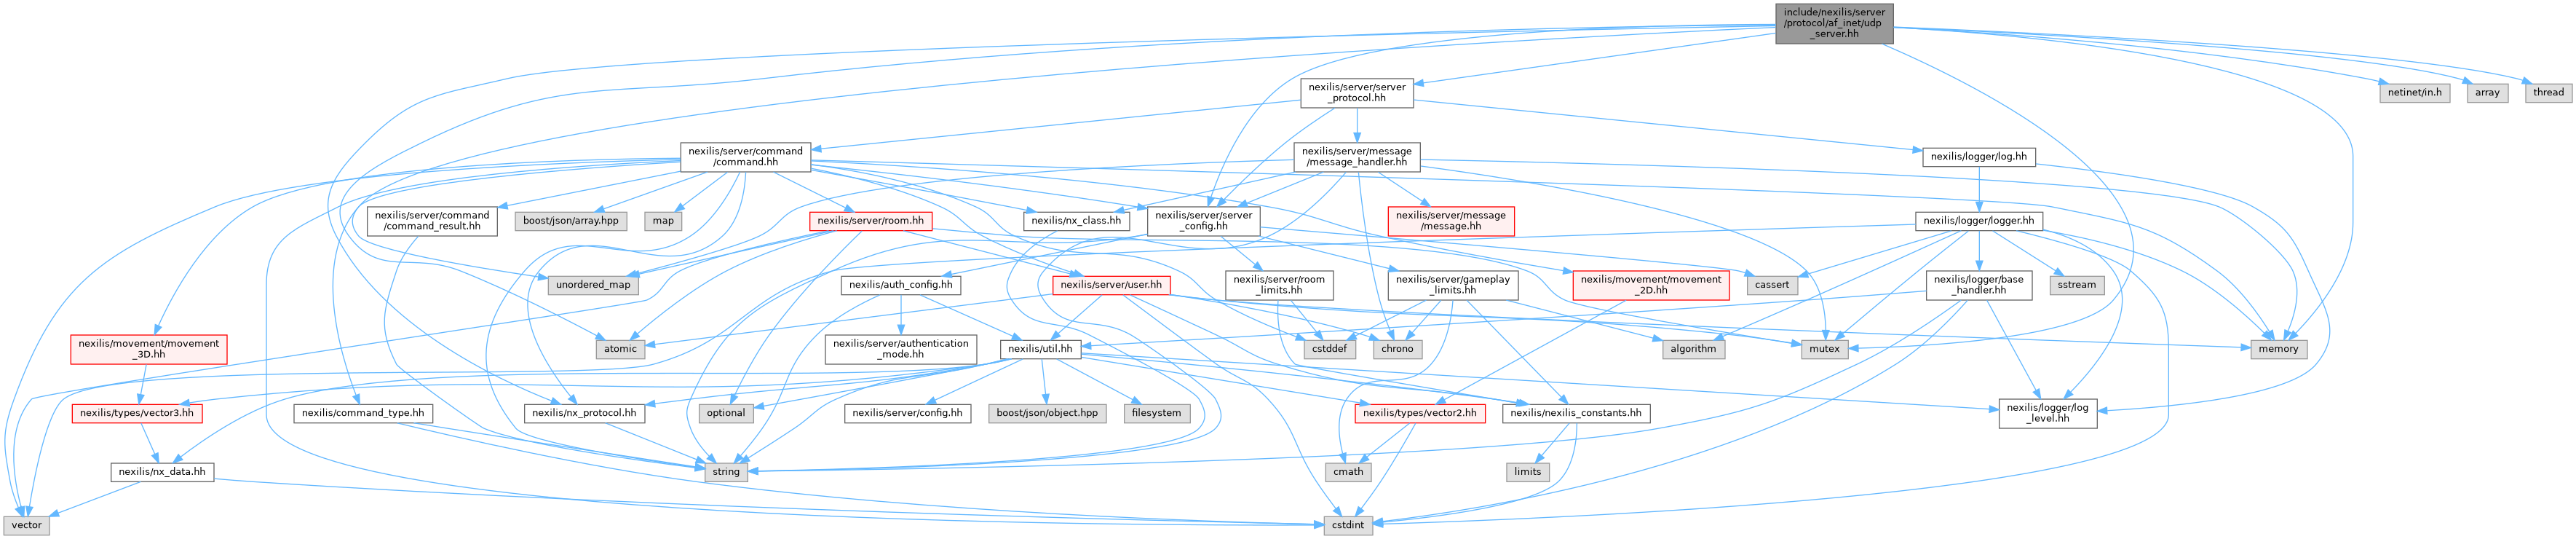 include/nexilis/server
/protocol/af_inet/udp
_server.hh
nexilis/server/server
_protocol.hh
netinet/in.h
array
thread
nexilis/server/command
/command.hh
nexilis/server/message
/message_handler.hh
nexilis/logger/log.hh
nexilis/server/command
/command_result.hh
boost/json/array.hpp
map
nexilis/server/room.hh
nexilis/nx_class.hh
nexilis/server/server
_config.hh
nexilis/server/message
/message.hh
nexilis/logger/logger.hh
unordered_map
nexilis/auth_config.hh
nexilis/server/user.hh
nexilis/server/room
_limits.hh
nexilis/server/gameplay
_limits.hh
nexilis/movement/movement
_2D.hh
cassert
nexilis/logger/base
_handler.hh
sstream
nexilis/movement/movement
_3D.hh
atomic
nexilis/server/authentication
_mode.hh
nexilis/util.hh
cstddef
chrono
algorithm
mutex
memory
nexilis/types/vector3.hh
nexilis/command_type.hh
nexilis/nx_protocol.hh
optional
nexilis/server/config.hh
boost/json/object.hpp
filesystem
nexilis/types/vector2.hh
nexilis/nexilis_constants.hh
nexilis/logger/log
_level.hh
nexilis/nx_data.hh
string
cmath
limits
vector
cstdint